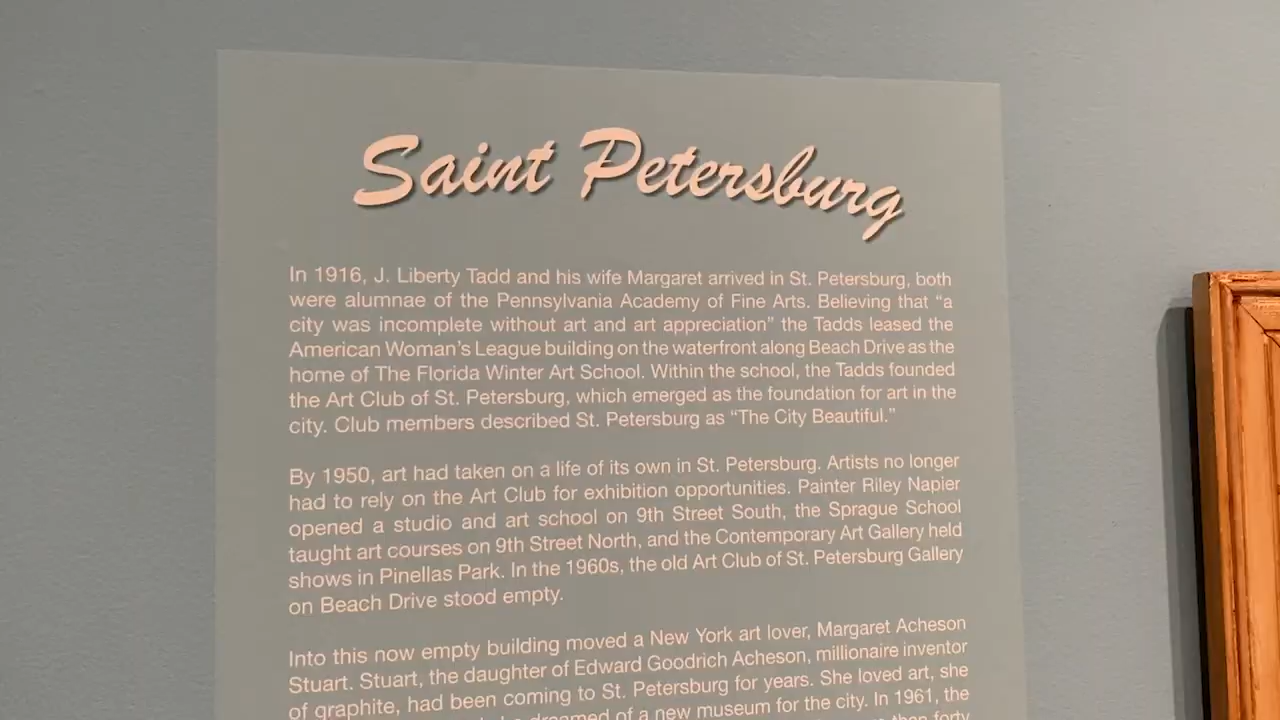 Saint Petersburg
In 1916, J. Liberty Tadd and his wife Margaret arrived in St. Petersburg, both
were alumnae of the Pennsylvania Academy of Fine Arts. Believing that “a
city was incomplete without art and art appreciation” the Tadds leased the
American Woman’s League building on the waterfront along Beach Drive as the
home of The Florida Winter Art School. Within the school, the Tadds founded
the Art Club of St. Petersburg, which emerged as the foundation for art in the
city. Club members described St. Petersburg as “The City Beautiful.”
By 1950, art had taken on a life of its own in St. Petersburg. Artists no longer
had to rely on the Art Club for exhibition opportunities. Painter Riley Napier
opened a studio and art school on 9th Street South, the Sprague School
taught art courses on 9th Street North, and the Contemporary Art Gallery held
shows in Pinellas Park. In the 1960s, the old Art Club of St. Petersburg Gallery
on Beach Drive stood empty.
Into this now empty building moved a New York art lover, Margaret Acheson
Stuart. Stuart, the daughter of Edward Goodrich Acheson, millionaire inventor
of graphite, had been coming to St. Petersburg for years. She loved art, she
dreamed of a new museum for the city. In 1961, the
than forty